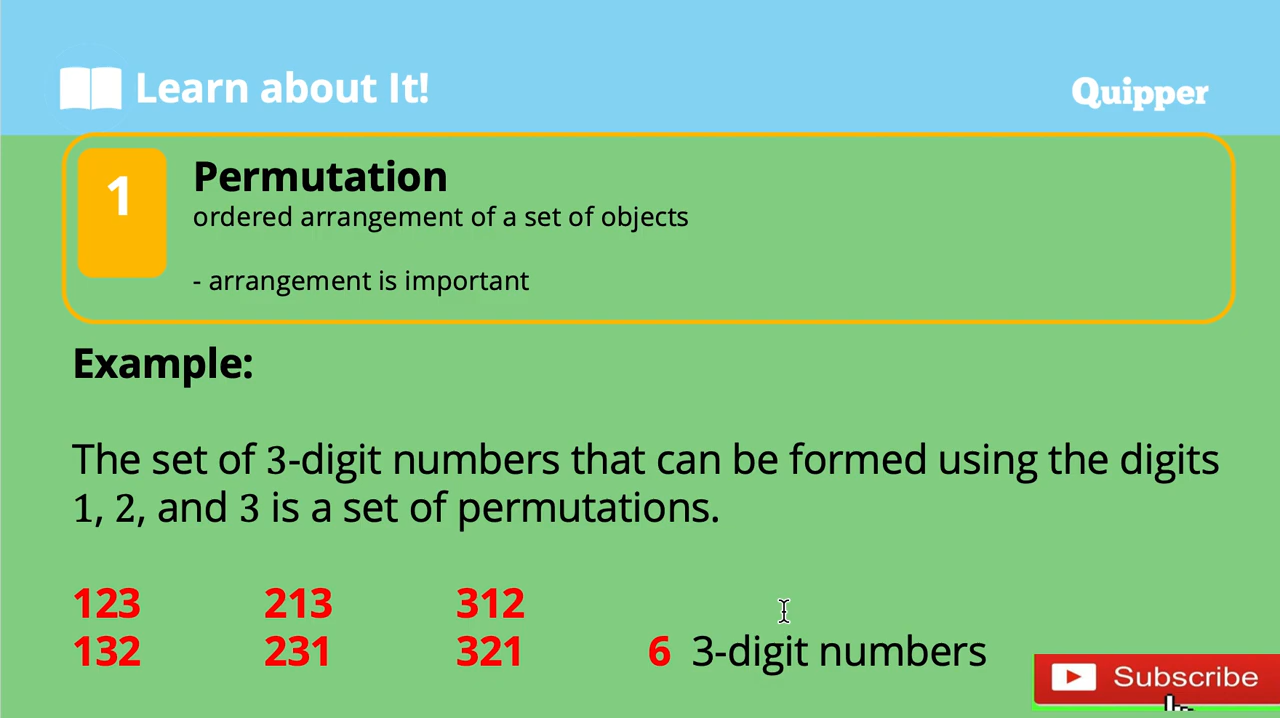 Learn about It!
Quipper
1
Permutation
ordered arrangement of a set of objects
- arrangement is important
Example:
The set of 3-digit numbers that can be formed using the digits
1, 2, and 3 is a set of permutations.
123 213 312
132 231 321 6 3-digit numbers
Subscribe